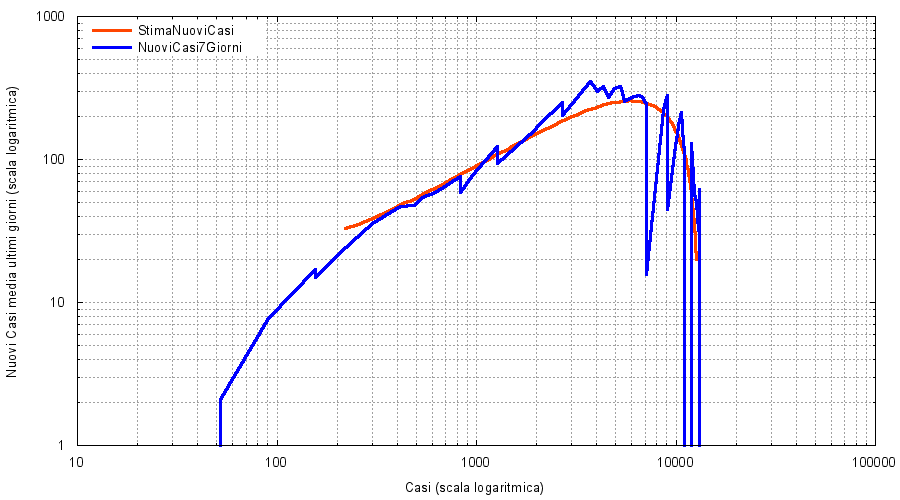 1000
100
10
1
StimaNuoviCasi
NuoviCasi7Giorni
Nuovi Casi media ultimi giorni (scala logaritmica)
10 100 1000 10000 100000
Casi (scala logaritmica)